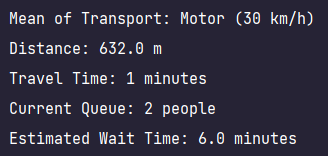 Mean of Transport: Motor (30 km/h)
Distance: 632.0 m
Travel Time: 1 minutes
Current Queue: 2 people
Estimated Wait Time: 6.0 minutes